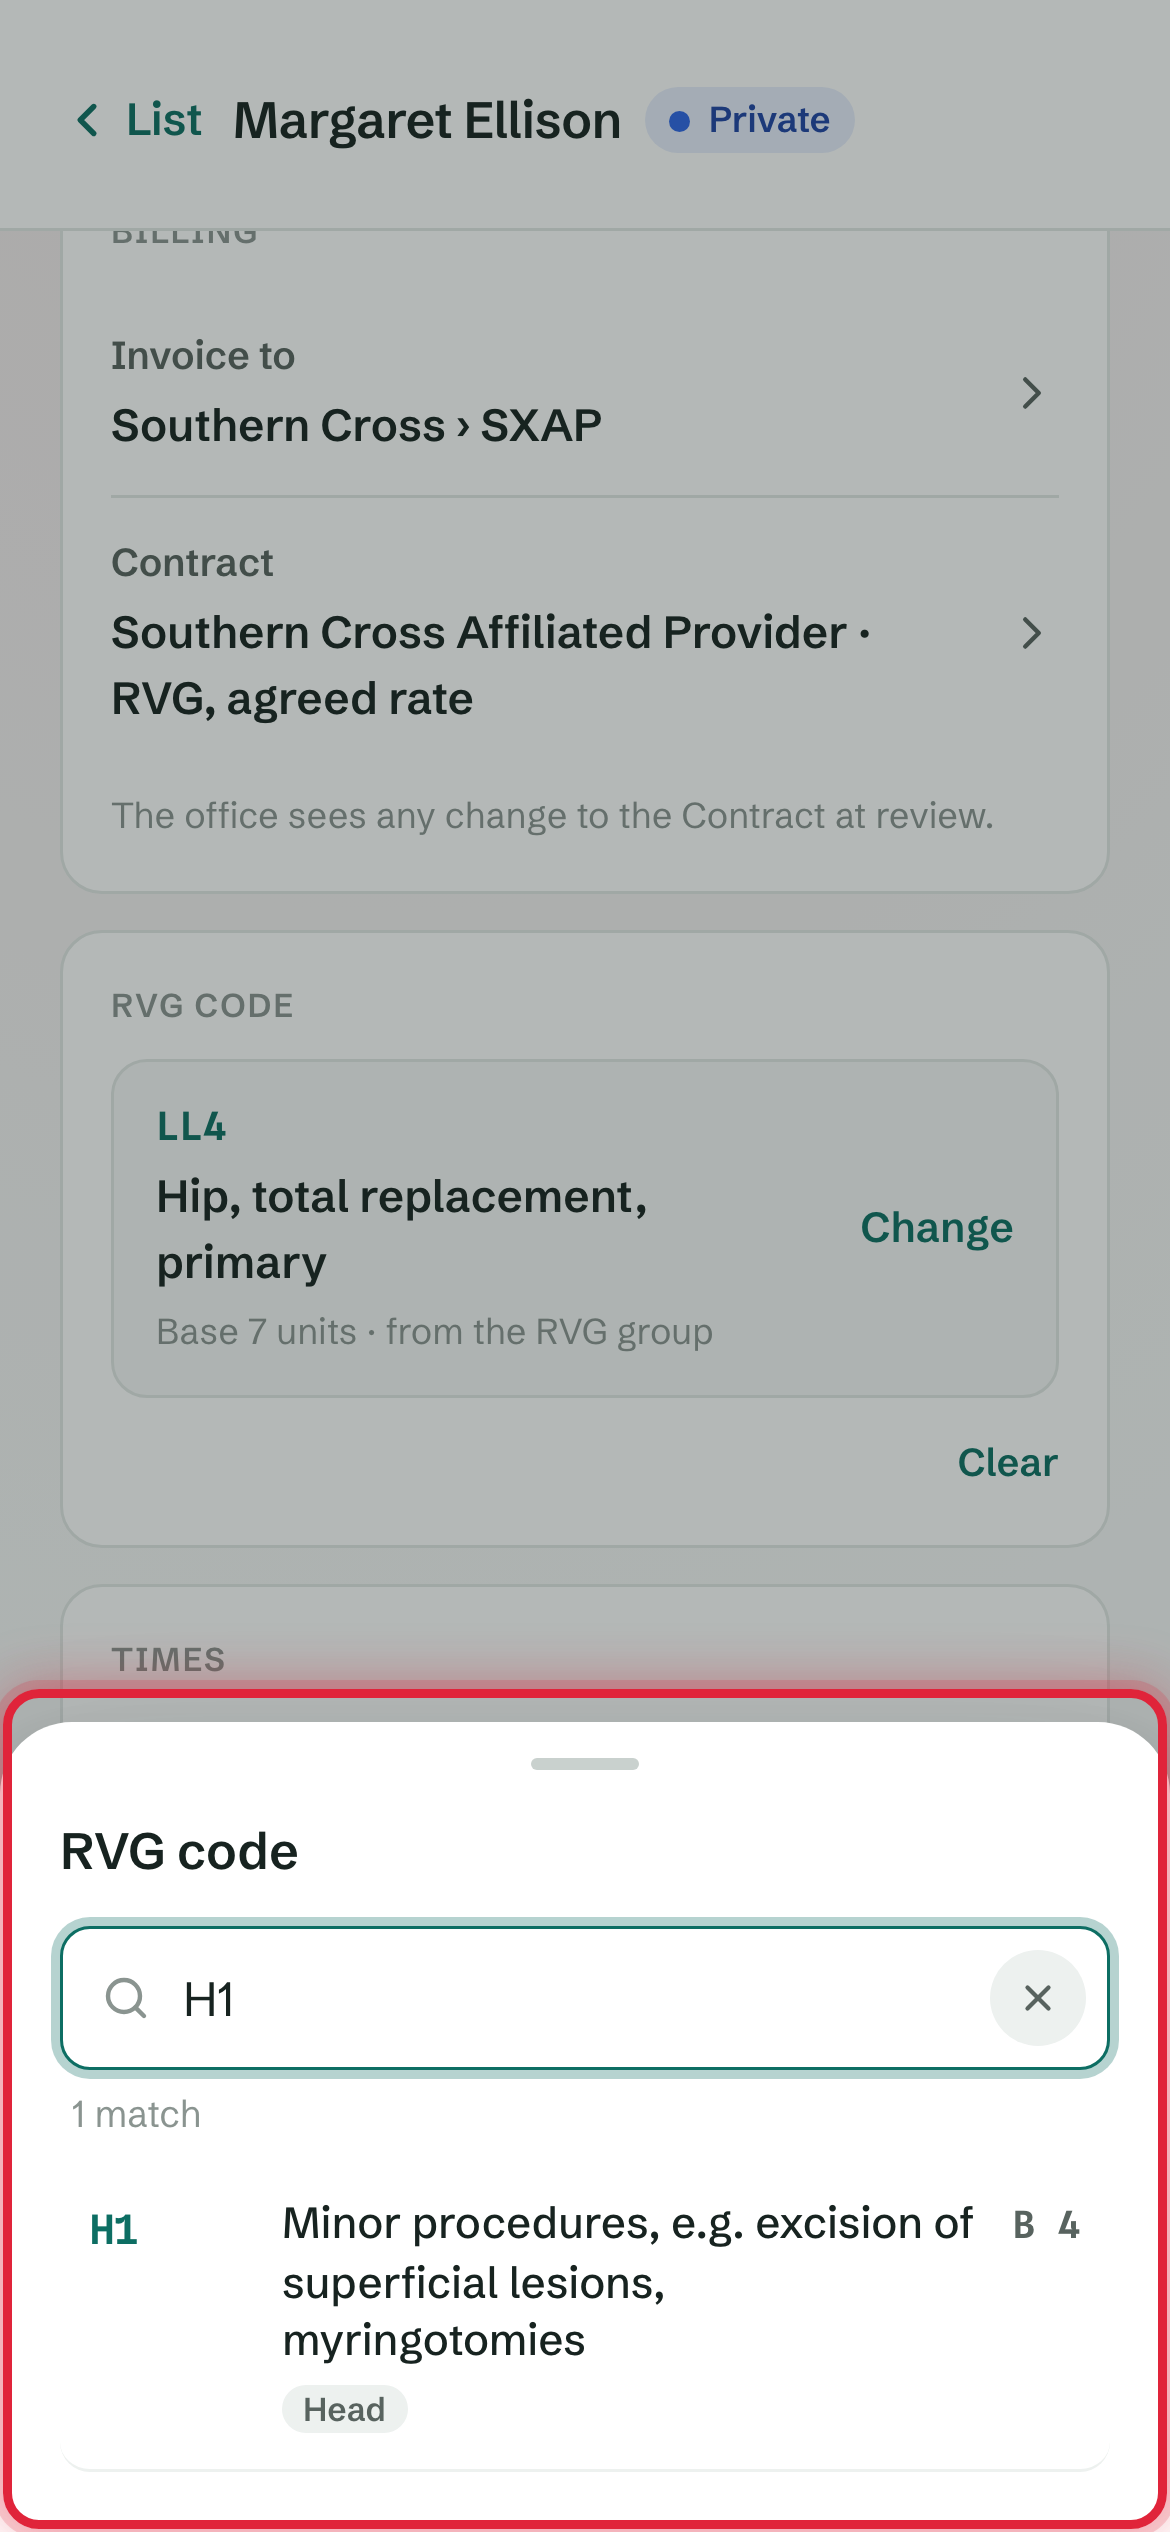 List Margaret Ellison Private
BILLING
Invoice to
Southern Cross › SXAP
Contract
Southern Cross Affiliated Provider ·
RVG, agreed rate
The office sees any change to the Contract at review.
RVG CODE
LL4
Hip, total replacement,
primary
Change
Base 7 units · from the RVG group
Clear
TIMES
RVG code
H1
1 match
H1 Minor procedures, e.g. excision of B 4
superficial lesions,
myringotomies
Head